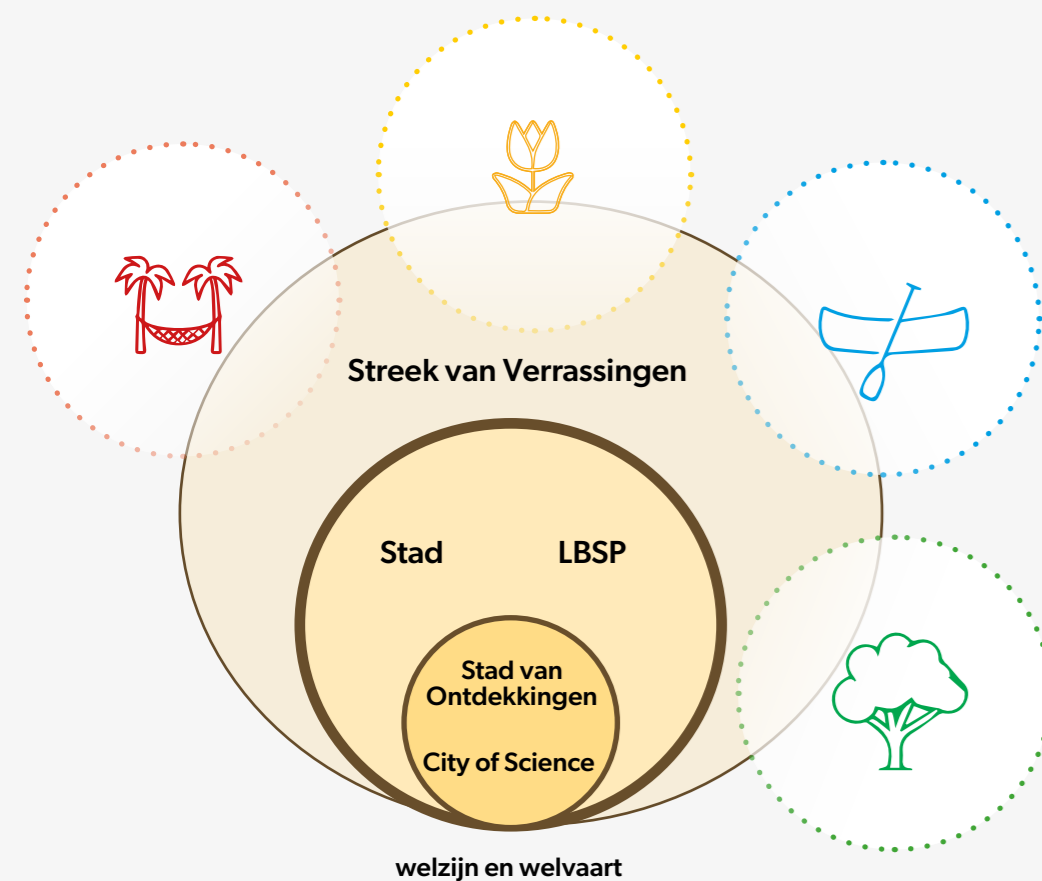 Streek van Verrassingen
Stad LBSP
Stad van
Ontdekkingen
City of Science
welzijn en welvaart